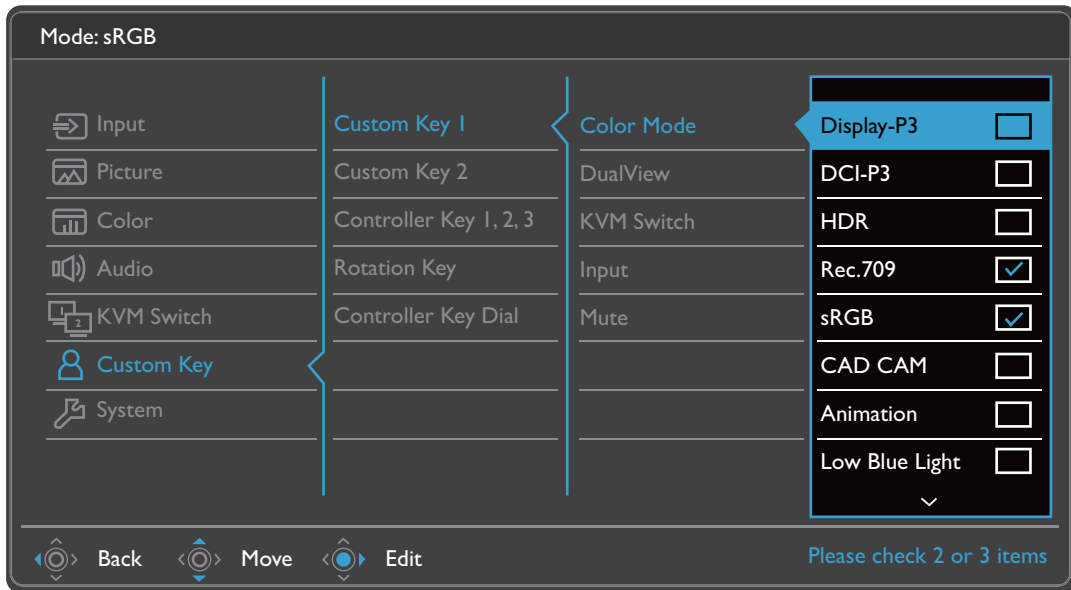 Mode: sRGB
Input
Picture
Color
Audio
1 2 KVM Switch
Custom Key
System
Custom Key 1
Custom Key 2
Controller Key 1, 2, 3
Rotation Key
Controller Key Dial
Color Mode
DualView
KVM Switch
Input
Mute
Display-P3
DCI-P3
HDR
Rec.709
sRGB
CAD CAM
Animation
Low Blue Light
Back Move Edit Please check 2 or 3 items